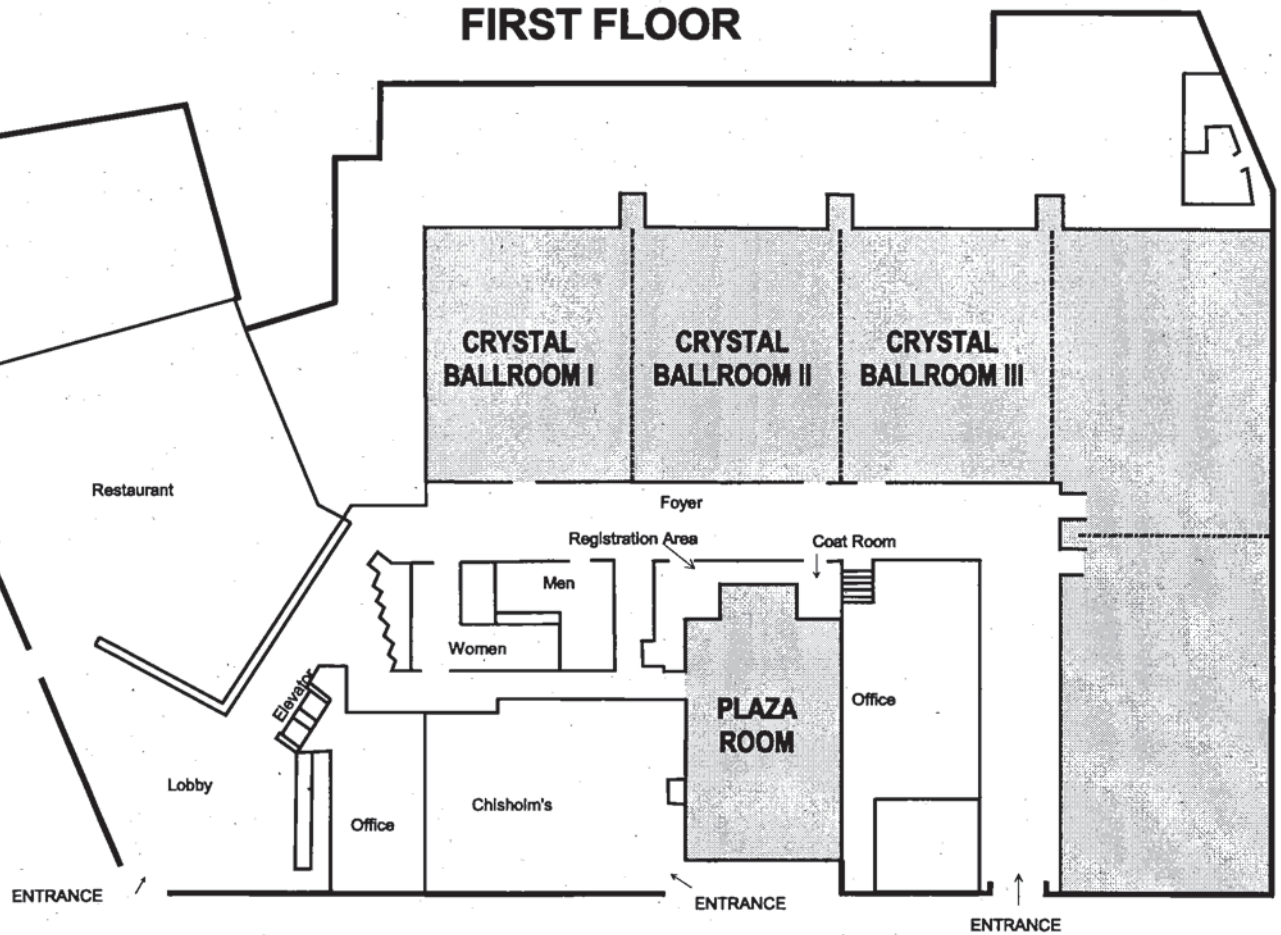 FIRST FLOOR
CRYSTAL
BALLROOM I
CRYSTAL
BALLROOM II
CRYSTAL
BALLROOM III
Restaurant
Foyer
Registration Area
Coat Room
Men
Women
Elevator
PLAZA
ROOM
Office
Lobby
Office
Chisholm's
ENTRANCE
ENTRANCE
ENTRANCE